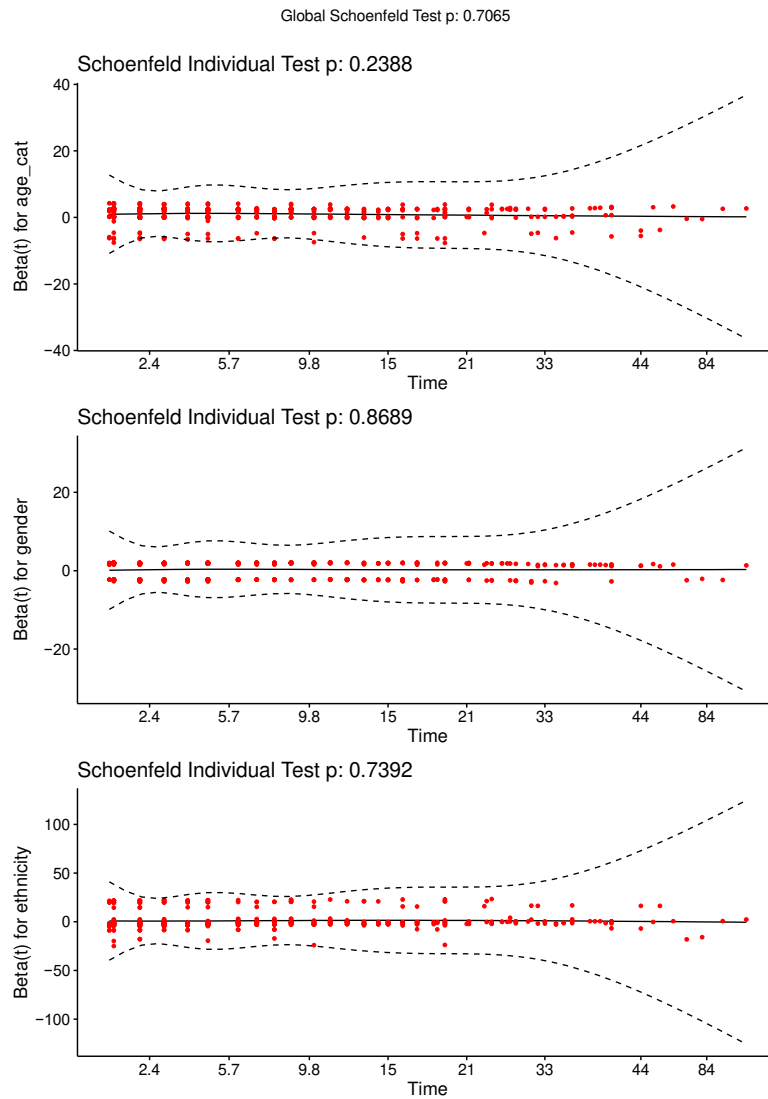 Global Schoenfeld Test p: 0.7065
Schoenfeld Individual Test p: 0.2388
Beta(t) for age_cat
40
20
0
−20
−40
2.4 5.7 9.8 15 21 33 44 84
Time
Schoenfeld Individual Test p: 0.8689
Beta(t) for gender
20
0
−20
2.4 5.7 9.8 15 21 33 44 84
Time
Schoenfeld Individual Test p: 0.7392
Beta(t) for ethnicity
100
50
0
−50
−100
2.4 5.7 9.8 15 21 33 44 84
Time